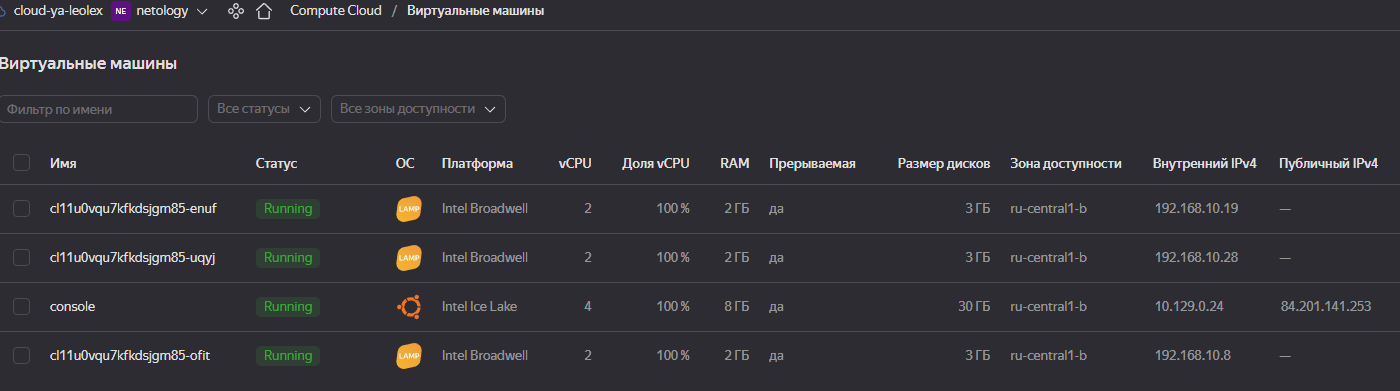 cloud-ya-leolex NE netology Compute Cloud / Виртуальные машины
Виртуальные машины
Фильтр по имени Все статусы Все зоны доступности
Имя Статус ОС Платформа vCPU Доля vCPU RAM Прерываемая Размер дисков Зона доступности Внутренний IPv4 Публичный IPv4
cl11u0vqu7kfkdsjgm85-enuf Running LAMP Intel Broadwell 2 100 % 2 ГБ да 3 ГБ ru-central1-b 192.168.10.19 —
cl11u0vqu7kfkdsjgm85-uqyj Running LAMP Intel Broadwell 2 100 % 2 ГБ да 3 ГБ ru-central1-b 192.168.10.28 —
console Running Intel Ice Lake 4 100 % 8 ГБ да 30 ГБ ru-central1-b 10.129.0.24 84.201.141.253
cl11u0vqu7kfkdsjgm85-ofit Running LAMP Intel Broadwell 2 100 % 2 ГБ да 3 ГБ ru-central1-b 192.168.10.8 —